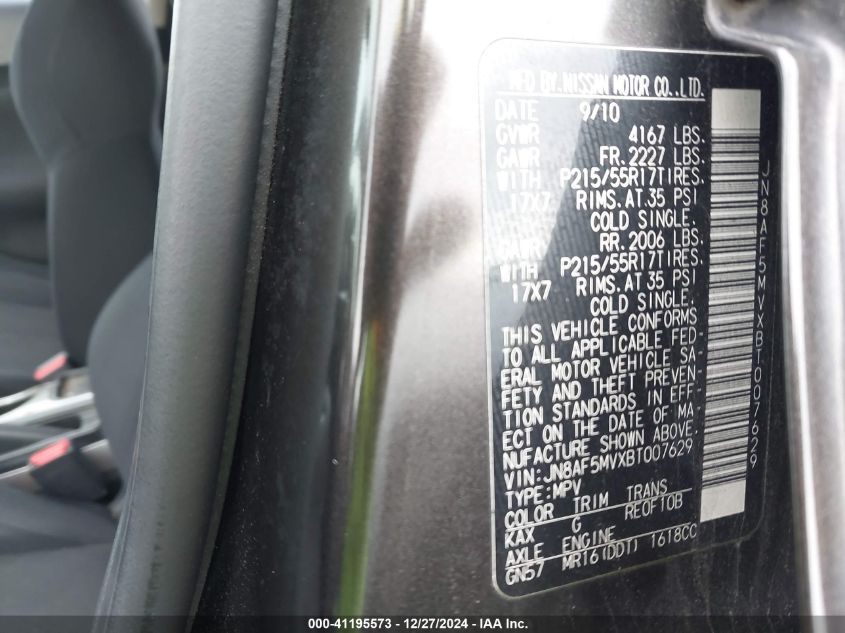 MFD BY.NISSAN MOTOR CO.,LTD.
DATE 9/10
GVWR 4167 LBS.
GAWR FR. 2227 LBS.
WITH P215/55R17TIRES.
17X7 RIMS.AT.35 PSI
COLD SINGLE.
GAWR RR. 2006 LBS.
WITH P215/55R17TIRES.
17X7 RIMS.AT.35 PSI
COLD SINGLE.
THIS VEHICLE CONFORMS
TO ALL APPLICABLE FED-
ERAL MOTOR VEHICLE SA-
FETY AND THEFT PREVEN-
TION STANDARDS IN EFF-
ECT ON THE DATE OF MA-
NUFACTURE SHOWN ABOVE.
VIN:JN8AF5MVXBT007629
TYPE:MPV
COLOR TRIM TRANS
KAX G RE0F10B
AXLE ENGINE
GN57 MR16(DDT) 1618CC
JN8AF5MVXBT007629
000-41195573 - 12/27/2024 - IAA Inc.